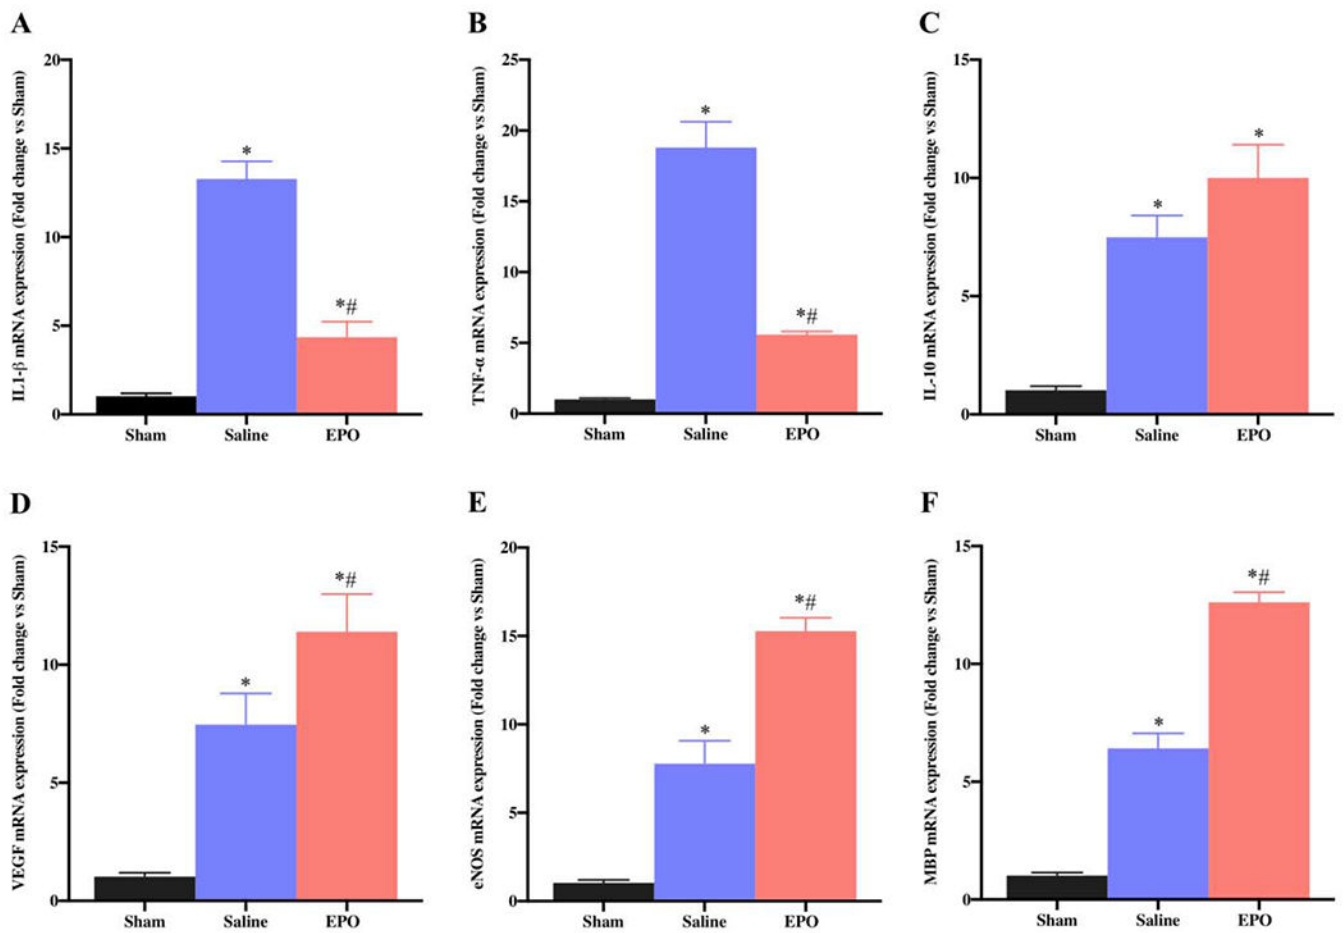 A
IL1-β mRNA expression (Fold change vs Sham)
20
15
10
5
0
*
*#
Sham Saline EPO
B
TNF-α mRNA expression (Fold change vs Sham)
25
20
15
10
5
0
*
*#
Sham Saline EPO
C
IL-10 mRNA expression (Fold change vs Sham)
15
10
5
0
*
*
Sham Saline EPO
D
VEGF mRNA expression (Fold change vs Sham)
15
10
5
0
*
*#
Sham Saline EPO
E
eNOS mRNA expression (Fold change vs Sham)
20
15
10
5
0
*
*#
Sham Saline EPO
F
MBP mRNA expression (Fold change vs Sham)
15
10
5
0
*
*#
Sham Saline EPO